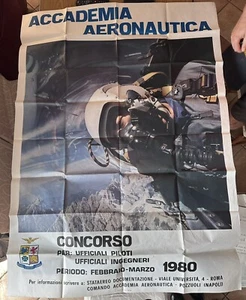 ACCADEMIA
AERONAUTICA
CONCORSO
PER: UFFICIALI PILOTI
UFFICIALI INGEGNERI
PERIODO: FEBBRAIO-MARZO 1980
Per informazioni scrivere a: STATAEREO DOCUMENTAZIONE - VIALE UNIVERSITÀ, 4 - ROMA
COMANDO ACCADEMIA AERONAUTICA - POZZUOLI (NAPOLI)